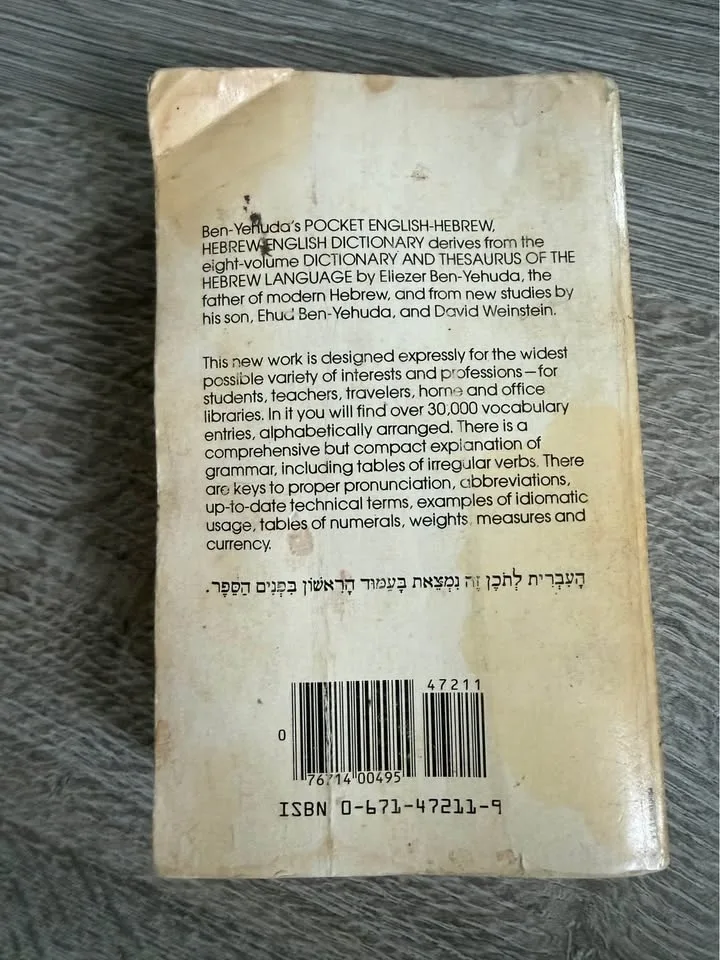 Ben-Yehuda's POCKET ENGLISH-HEBREW,
HEBREW-ENGLISH DICTIONARY derives from the
eight-volume DICTIONARY AND THESAURUS OF THE
HEBREW LANGUAGE by Eliezer Ben-Yehuda, the
father of modern Hebrew, and from new studies by
his son, Ehud Ben-Yehuda, and David Weinstein.
This new work is designed expressly for the widest
possible variety of interests and professions—for
students, teachers, travelers, home and office
libraries. In it you will find over 30,000 vocabulary
entries, alphabetically arranged. There is a
comprehensive but compact explanation of
grammar, including tables of irregular verbs. There
are keys to proper pronunciation, abbreviations,
up-to-date technical terms, examples of idiomatic
usage, tables of numerals, weights, measures and
currency.
הָעִבְרִית לְתֹכֶן זֶה נִמְצֵאת בָּעַמּוּד הָרִאשׁוֹן בִּפְנִים הַסֵּפֶר.
47211
0
76714 00495
ISBN 0-671-47211-9